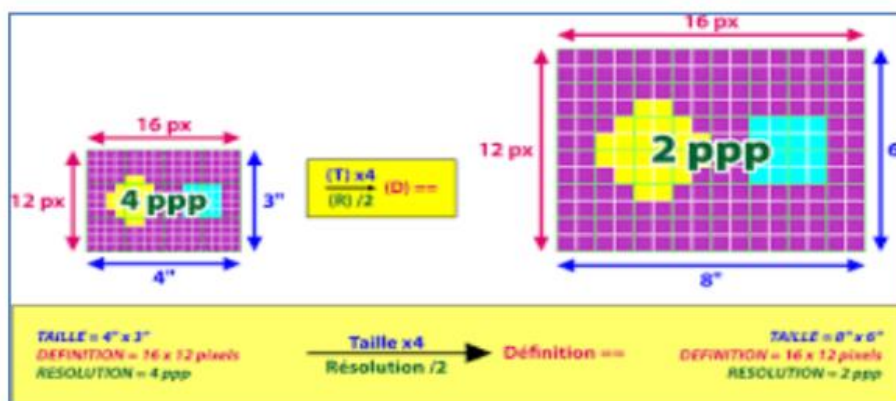 16 px
16 px
12 px
4 ppp
3"
4"
(T) x4
(R) /2
(D) ==
12 px
2 ppp
6
8"
TAILLE = 4" x 3"
DEFINITION = 16 x 12 pixels
RESOLUTION = 4 ppp
Taille x4
Résolution /2
Définition ==
TAILLE = 8" x 6"
DEFINITION = 16 x 12 pixels
RESOLUTION = 2 ppp